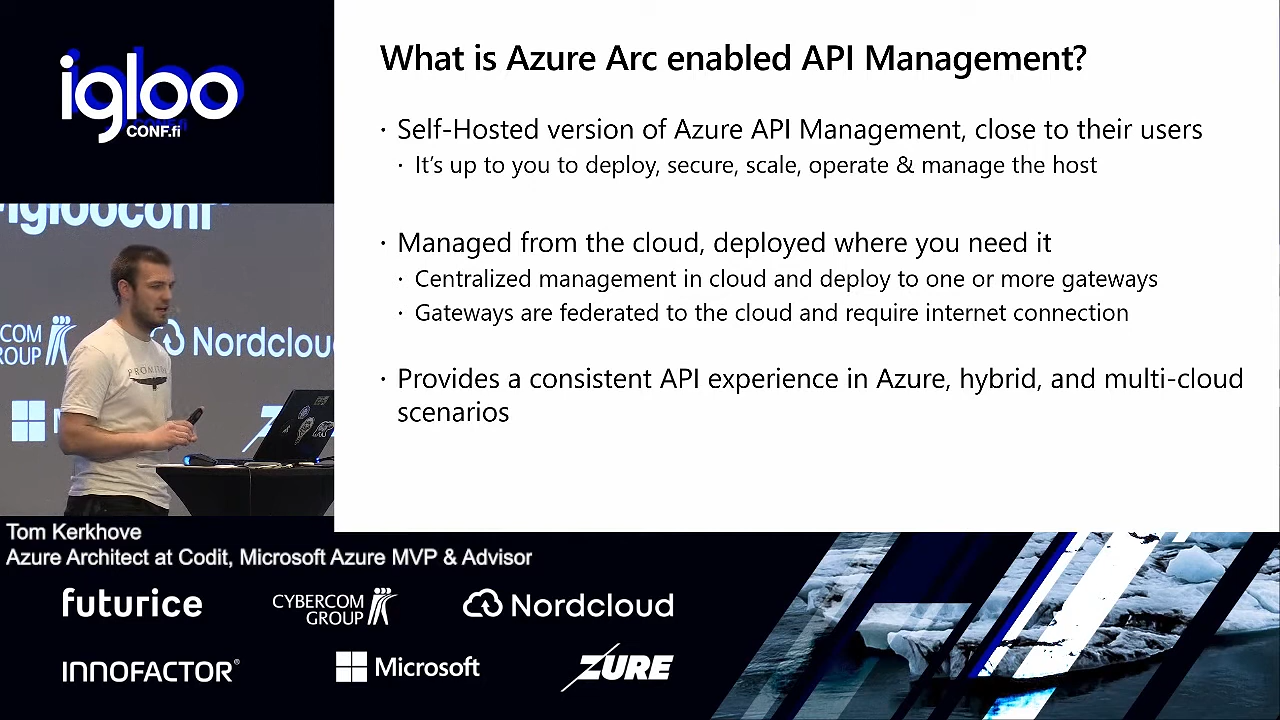 igloo
CONF.fi
What is Azure Arc enabled API Management?
· Self-Hosted version of Azure API Management, close to their users
· It's up to you to deploy, secure, scale, operate & manage the host
· Managed from the cloud, deployed where you need it
· Centralized management in cloud and deploy to one or more gateways
· Gateways are federated to the cloud and require internet connection
· Provides a consistent API experience in Azure, hybrid, and multi-cloud
scenarios
iglooconf
COM
ROUP
Nordclou
Tom Kerkhove
Azure Architect at Codit, Microsoft Azure MVP & Advisor
futurice
CYBERCOM
GROUP
Nordcloud
INNOFACTOR®
Microsoft
ZURE